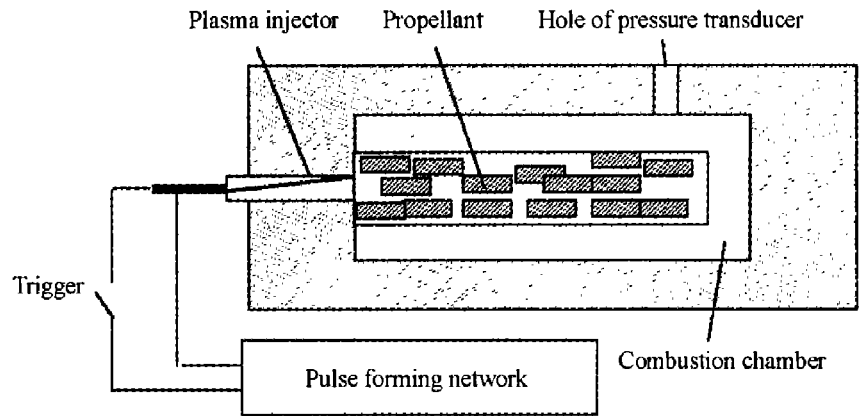 Plasma injector
Propellant
Hole of pressure transducer
Trigger
Combustion chamber
Pulse forming network